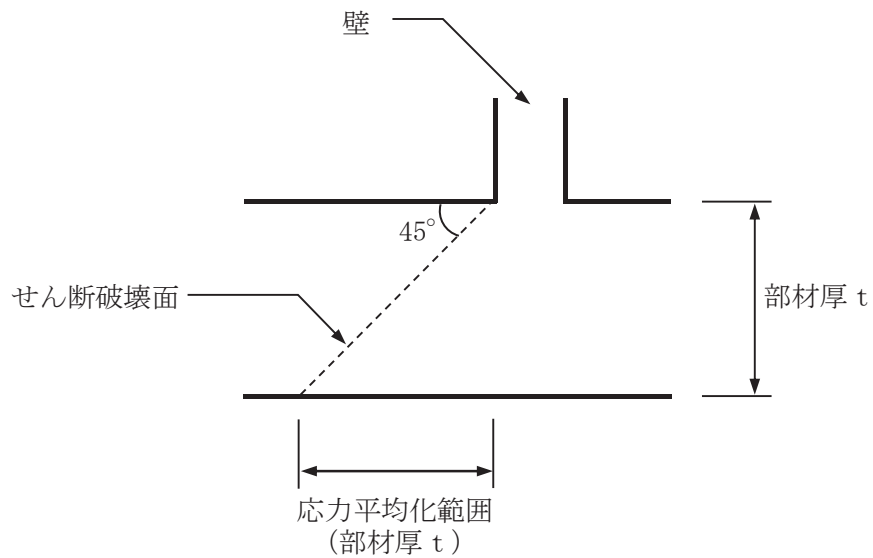 壁
45°
せん断破壊面
部材厚 t
応力平均化範囲
（部材厚 t ）